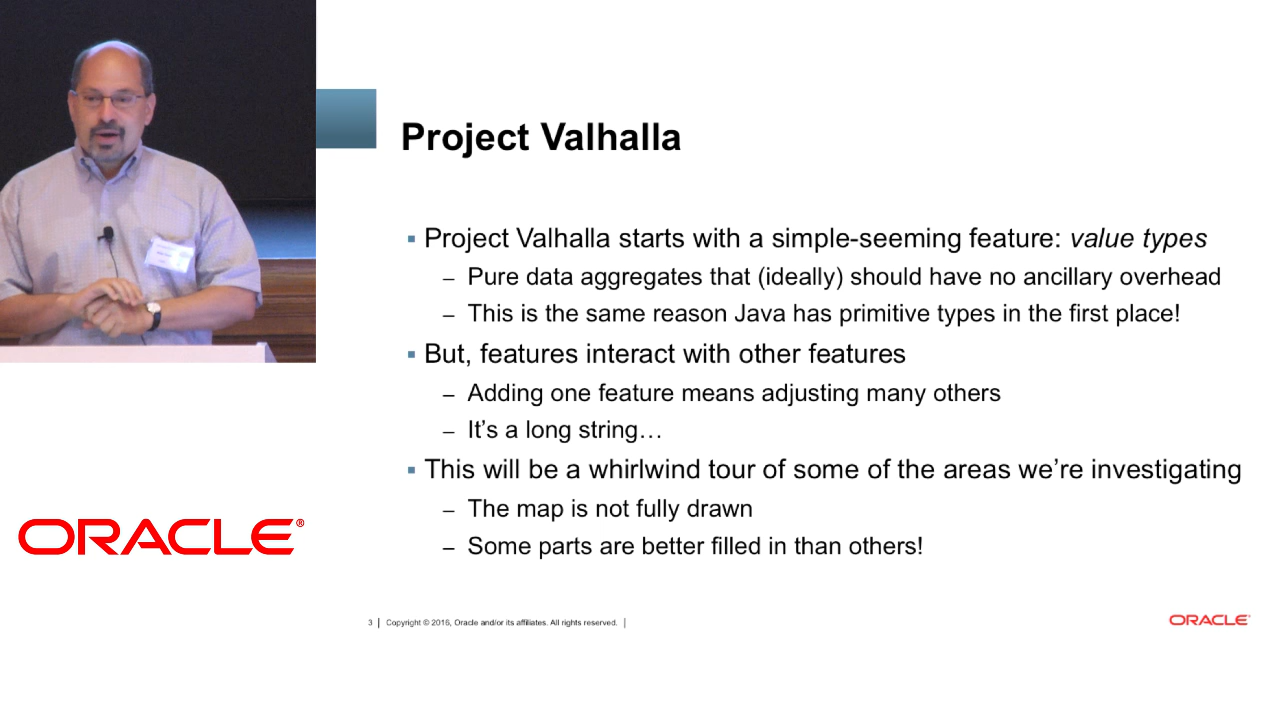 Project Valhalla
▪ Project Valhalla starts with a simple-seeming feature: value types
– Pure data aggregates that (ideally) should have no ancillary overhead
– This is the same reason Java has primitive types in the first place!
▪ But, features interact with other features
– Adding one feature means adjusting many others
– It’s a long string…
▪ This will be a whirlwind tour of some of the areas we’re investigating
– The map is not fully drawn
– Some parts are better filled in than others!
ORACLE®
3 | Copyright © 2016, Oracle and/or its affiliates. All rights reserved. |
ORACLE®